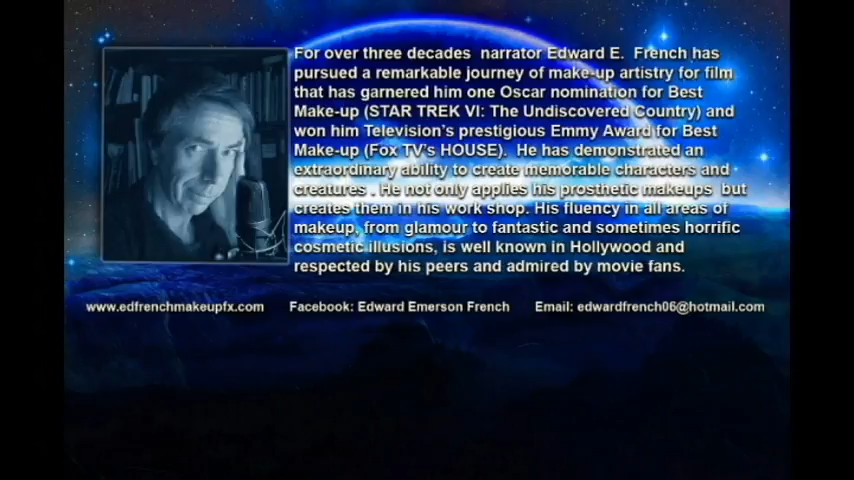 For over three decades narrator Edward E. French has
pursued a remarkable journey of make-up artistry for film
that has garnered him one Oscar nomination for Best
Make-up (STAR TREK VI: The Undiscovered Country) and
won him Television's prestigious Emmy Award for Best
Make-up (Fox TV's HOUSE). He has demonstrated an
extraordinary ability to create memorable characters and
creatures . He not only applies his prosthetic makeups but
creates them in his work shop. His fluency in all areas of
makeup, from glamour to fantastic and sometimes horrific
cosmetic illusions, is well known in Hollywood and
respected by his peers and admired by movie fans.
www.edfrenchmakeupfx.com Facebook: Edward Emerson French Email: edwardfrench06@hotmail.com